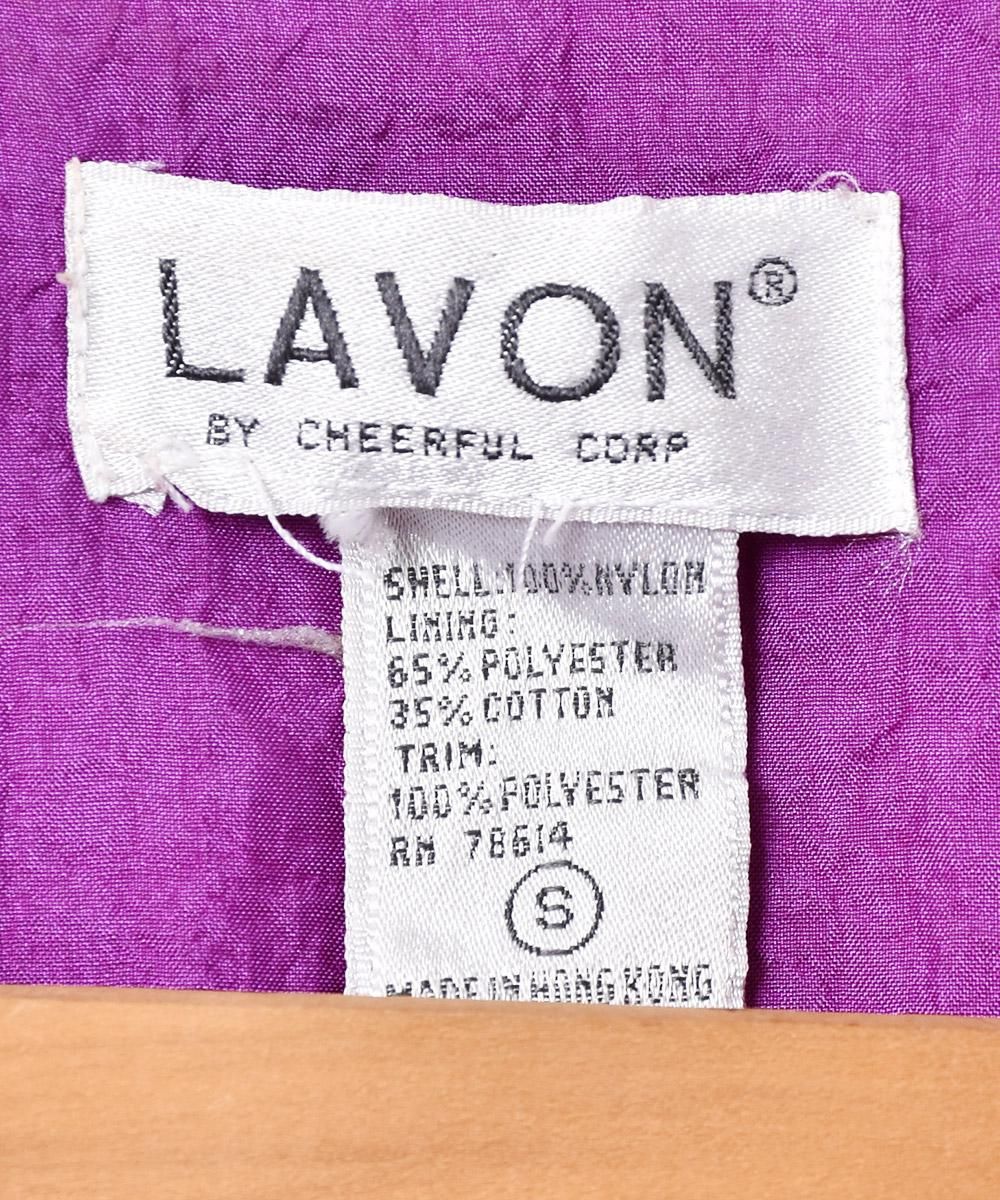 LAVON®
BY CHEERFUL CORP
SHELL:100%NYLON
LINING:
65%POLYESTER
35%COTTON
TRIM:
100%POLYESTER
RN 78614
S
MADE IN HONG KONG